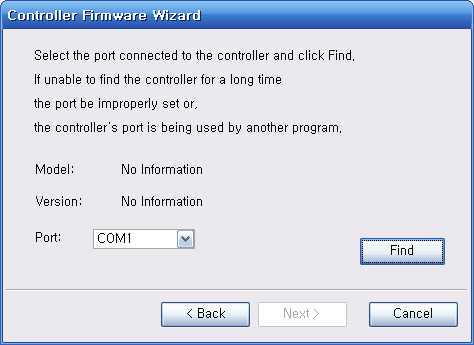 Controller Firmware Wizard
Select the port connected to the controller and click Find.
If unable to find the controller for a long time
the port be improperly set or,
the controller's port is being used by another program.
Model: No Information
Version: No Information
Port: COM1
Find
< Back Next > Cancel